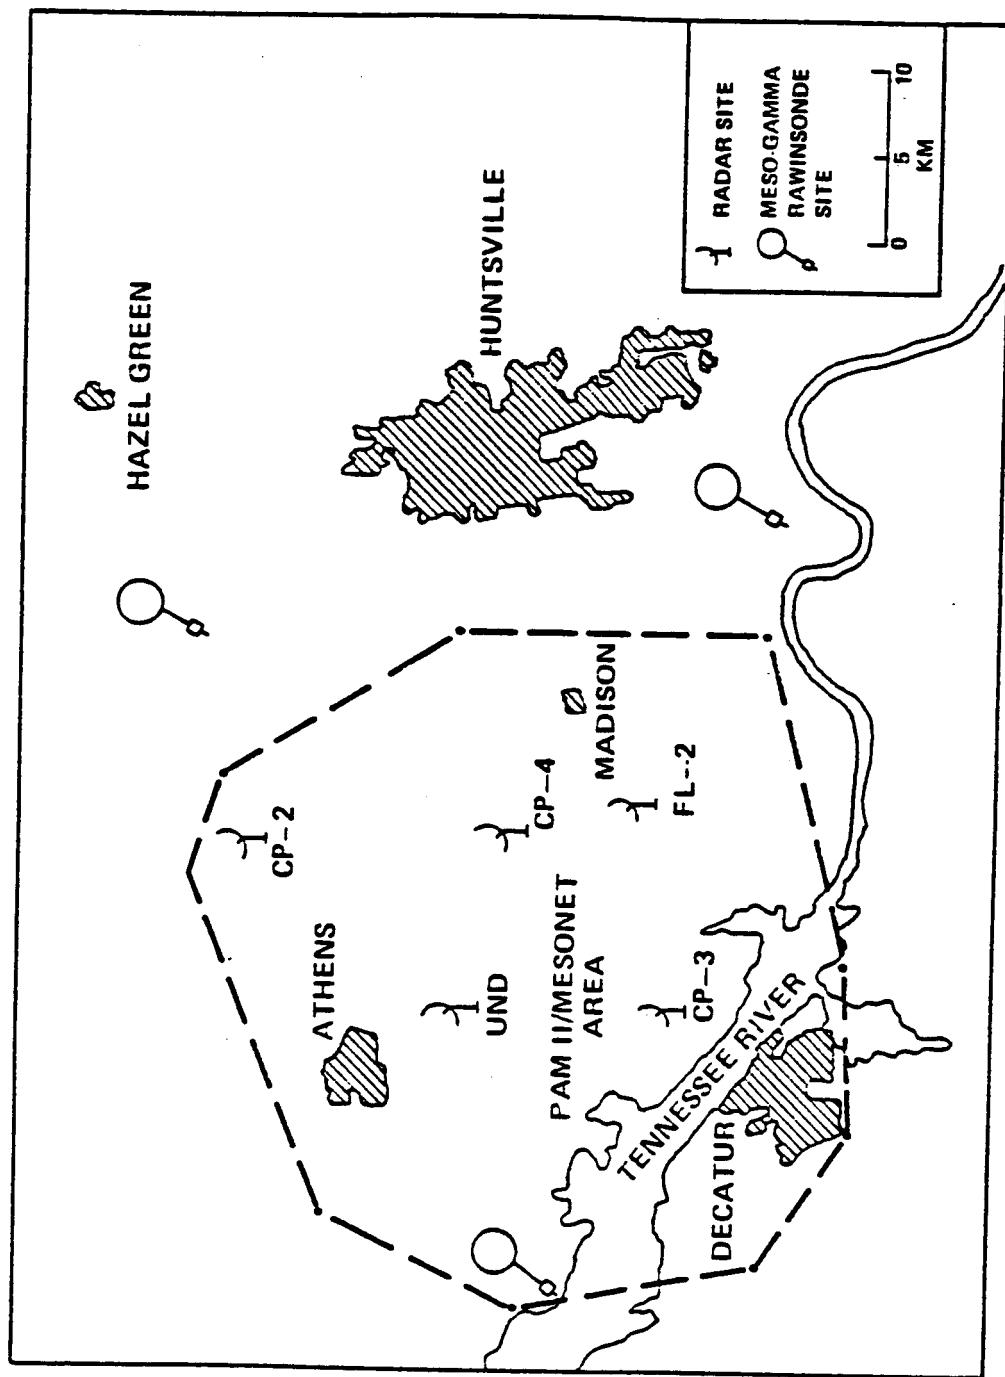 HAZEL GREEN
HUNTSVILLE
CP-2
ATHENS
CP-4
MADISON
UND
FL-2
PAM II/MESONET
AREA
CP-3
TENNESSEE RIVER
DECATUR
RADAR SITE
MESO-GAMMA
RAWINSONDE
SITE
0 5 10
KM